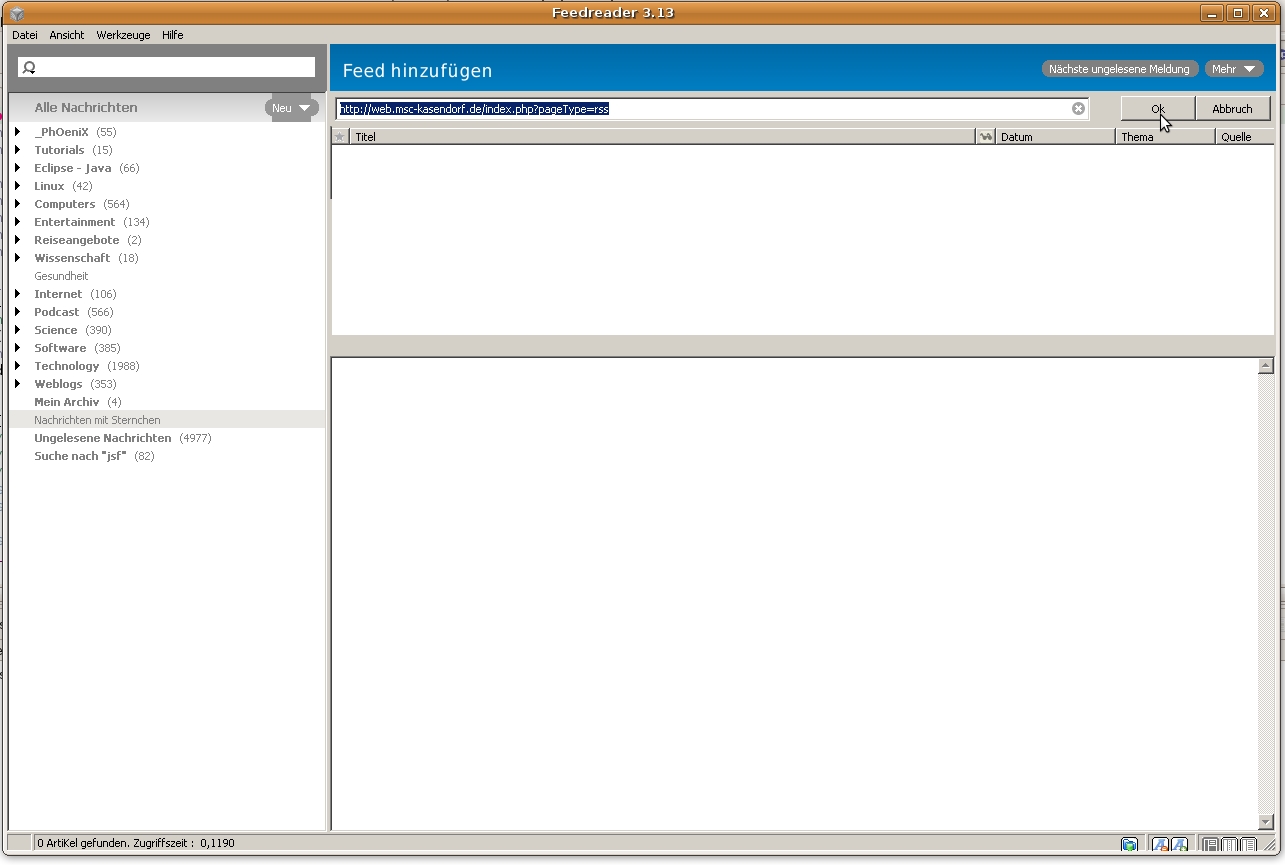 Feedreader 3.13
Datei Ansicht Werkzeuge Hilfe
Feed hinzufügen
Nächste ungelesene Meldung Mehr
Alle Nachrichten Neu
http://web.msc-kasendorf.de/index.php?pageType=rss Ok Abbruch
Titel Datum Thema Quelle
_PhOeniX (55)
Tutorials (15)
Eclipse - Java (66)
Linux (42)
Computers (564)
Entertainment (134)
Reiseangebote (2)
Wissenschaft (18)
Gesundheit
Internet (106)
Podcast (566)
Science (390)
Software (385)
Technology (1988)
Weblogs (353)
Mein Archiv (4)
Nachrichten mit Sternchen
Ungelesene Nachrichten (4977)
Suche nach "jsf" (82)
0 Artikel gefunden. Zugriffszeit : 0,1190